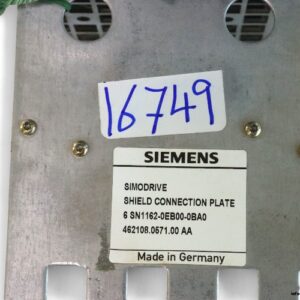 16749
SIEMENS
SIMODRIVE
SHIELD CONNECTION PLATE
6 SN1162-0EB00-0BA0
462108.0571.00 AA
Made in Germany